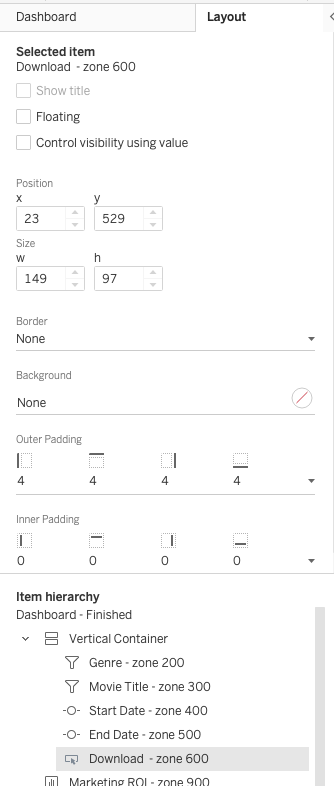 Dashboard Layout
Selected item
Download - zone 600
Show title
Floating
Control visibility using value
Position
x y
23 529
Size
w h
149 97
Border
None
Background
None
Outer Padding
4 4 4 4
Inner Padding
0 0 0 0
Item hierarchy
Dashboard - Finished
Vertical Container
Genre - zone 200
Movie Title - zone 300
Start Date - zone 400
End Date - zone 500
Download - zone 600
Marketing ROI - zone 900